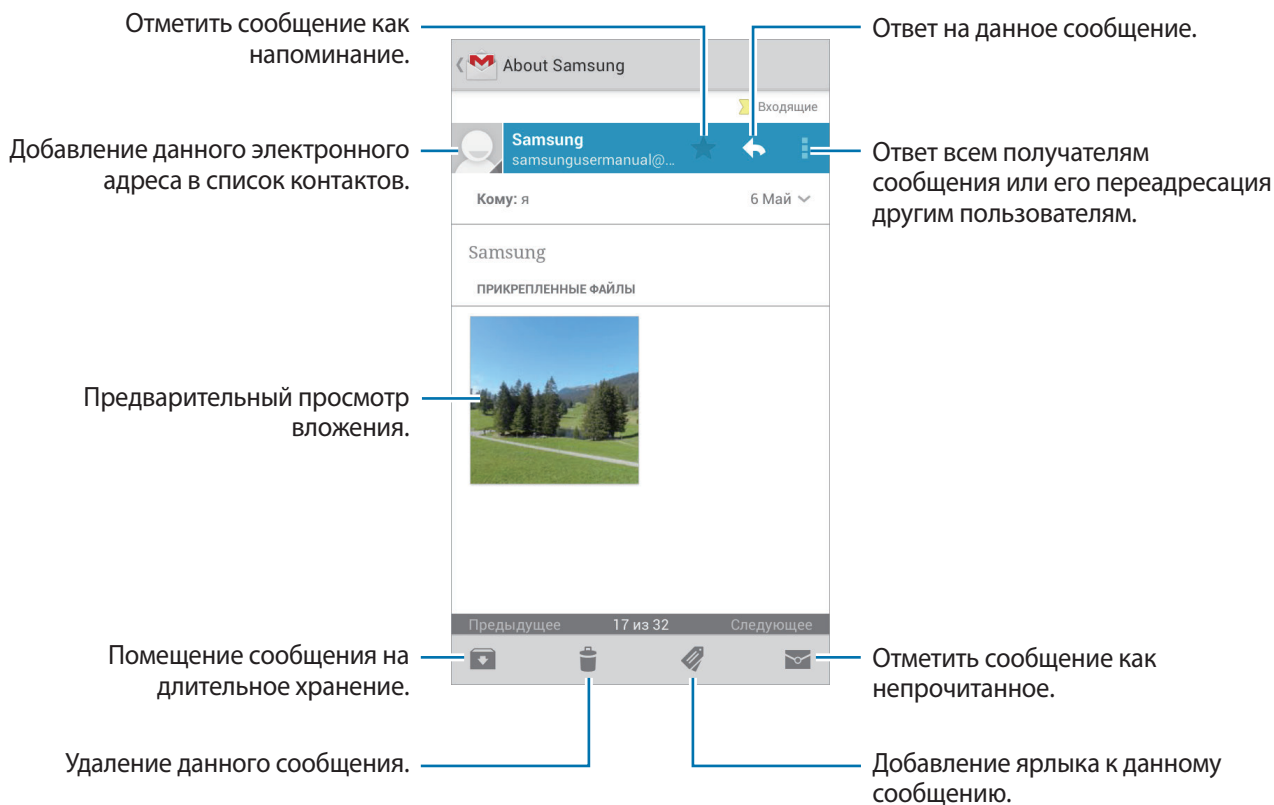 Отметить сообщение как
напоминание.
Ответ на данное сообщение.
About Samsung
Входящие
Добавление данного электронного
адреса в список контактов.
Samsung
samsungusermanual@...
Ответ всем получателям
сообщения или его переадресация
другим пользователям.
Кому: я
6 Май
Samsung
ПРИКРЕПЛЕННЫЕ ФАЙЛЫ
Предварительный просмотр
вложения.
Предыдущее 17 из 32 Следующее
Помещение сообщения на
длительное хранение.
Отметить сообщение как
непрочитанное.
Удаление данного сообщения.
Добавление ярлыка к данному
сообщению.